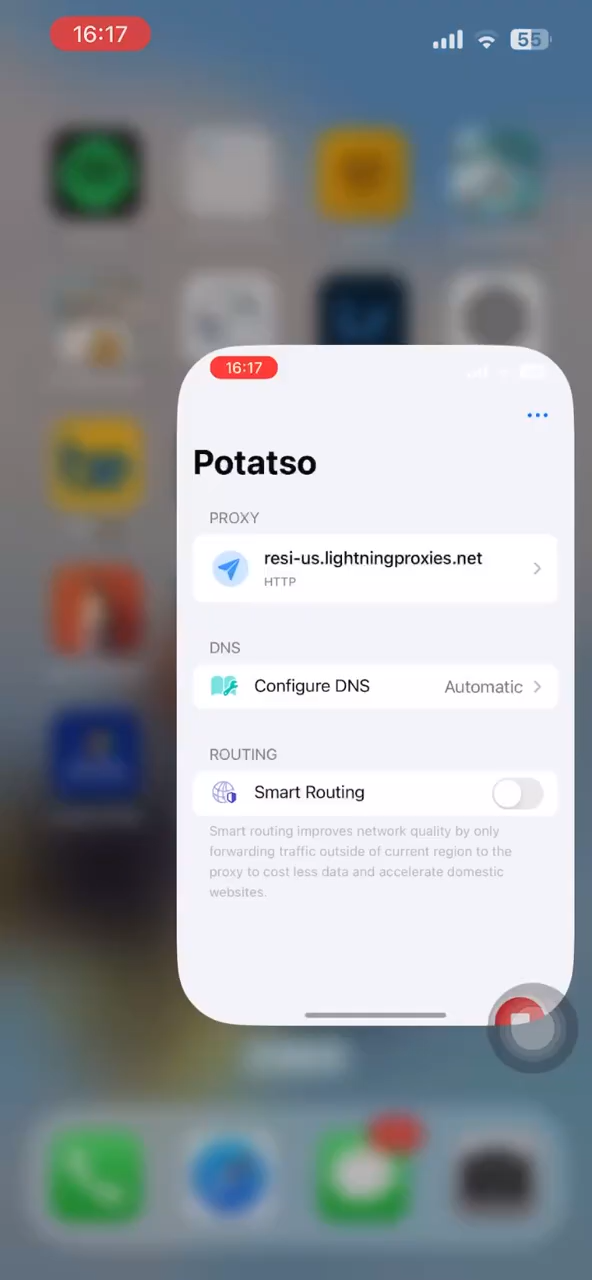 16:17
55
16:17
Potatso
PROXY
resi-us.lightningproxies.net
HTTP
DNS
Configure DNS
Automatic
ROUTING
Smart Routing
Smart routing improves network quality by only
forwarding traffic outside of current region to the
proxy to cost less data and accelerate domestic
websites.